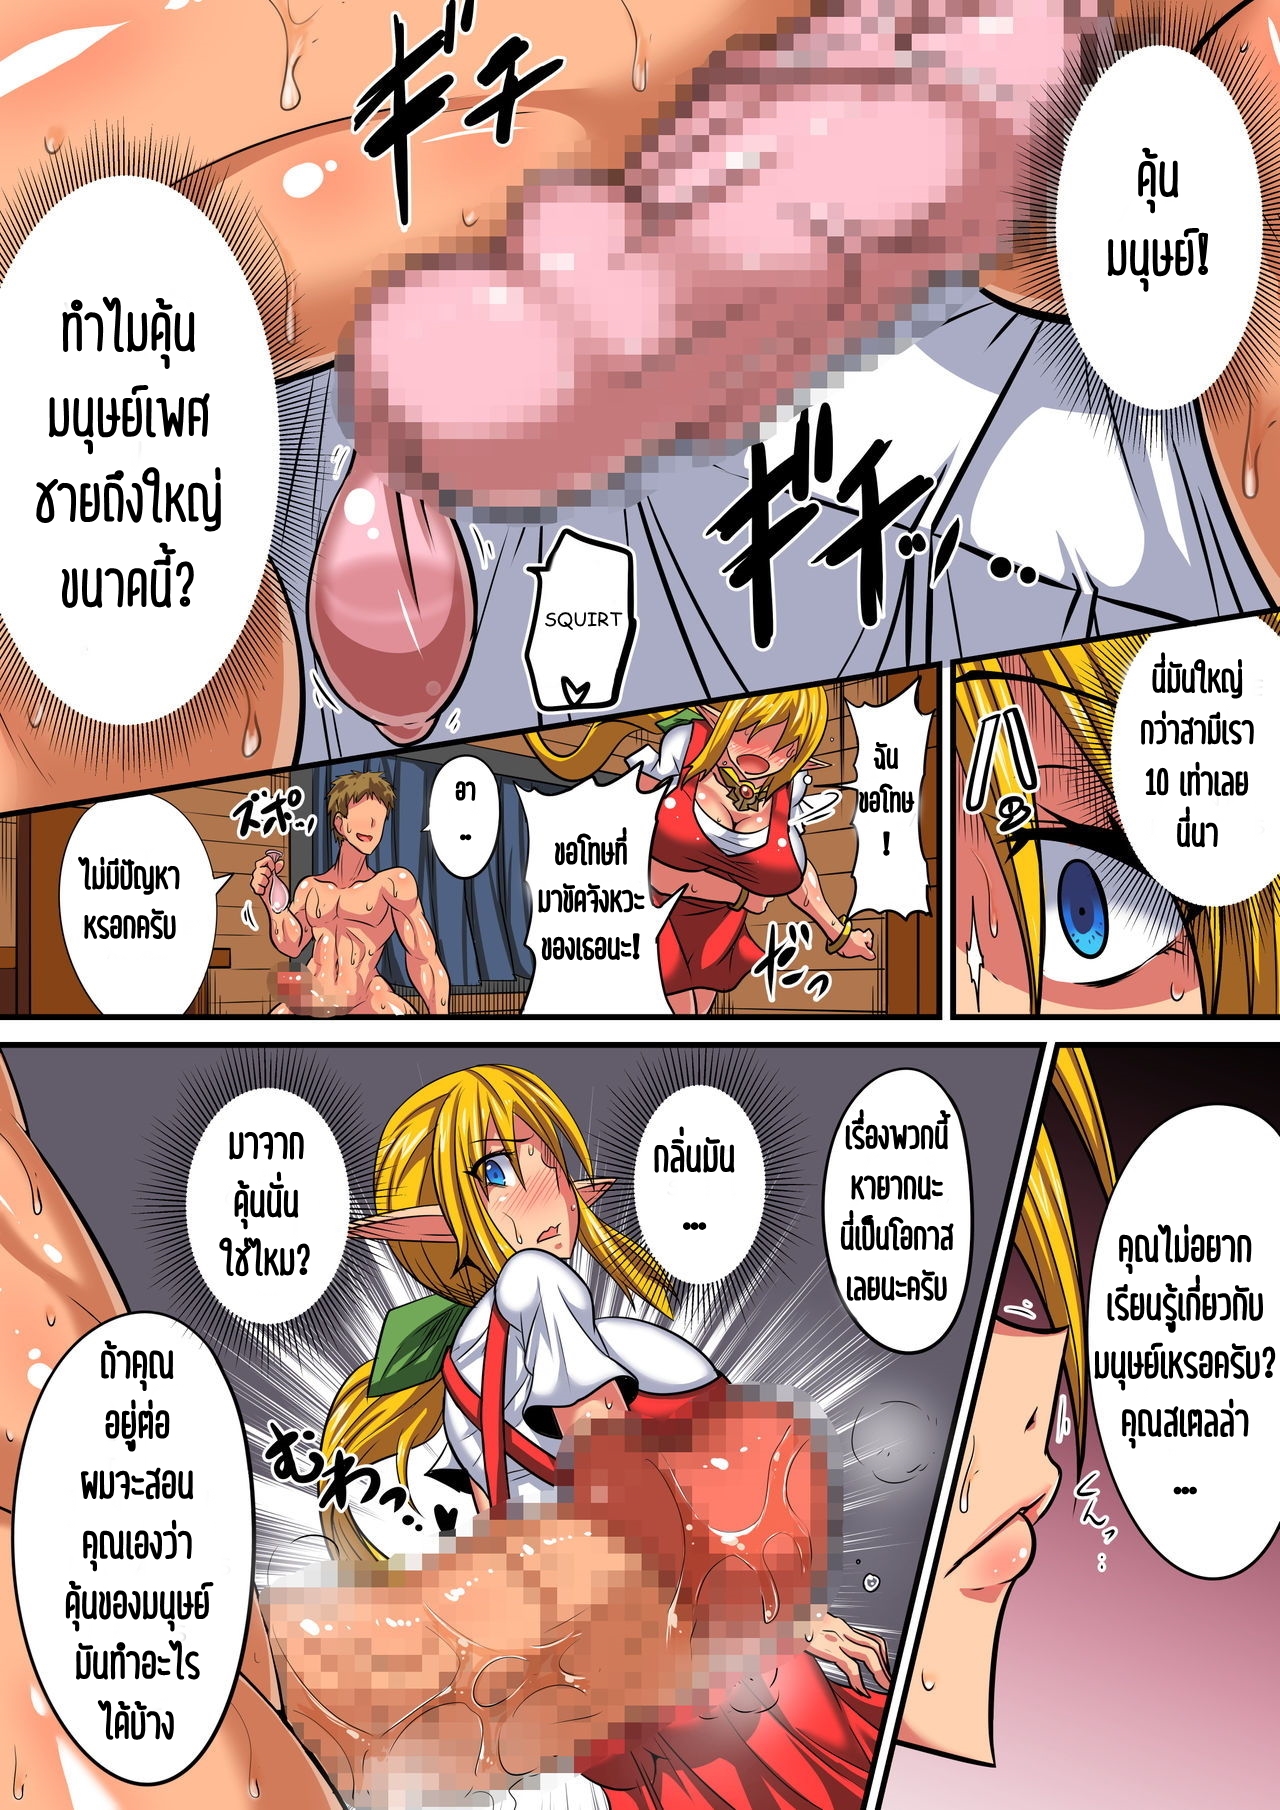 คุ้น
มนุษย์!
ทำไมคุ้น
มนุษย์เพศ
ชายถึงใหญ่
ขนาดนี้?
ギチ
ギチ...
SQUIRT
นี่มันใหญ่
กว่าสามีเรา
10 เท่าเลย
นี่นา
ฉัน
ขอโทษ
!
ขอโทษที่
มาขัดจังหวะ
ของเธอนะ!
だっ
อา
..
ズポッ
ไม่มีปัญหา
หรอกครับ
คุณไม่อยาก
เรียนรู้เกี่ยวกับ
มนุษย์เหรอครับ?
คุณสเตลล่า
...
เรื่องพวกนี้
หายากนะ
นี่เป็นโอกาส
เลยนะครับ
กลิ่นมัน
...
มาจาก
คุ้นนั่น
ใช่ไหม?
むわっ
ถ้าคุณ
อยู่ต่อ
ผมจะสอน
คุณเองว่า
คุ้นของมนุษย์
มันทำอะไร
ได้บ้าง